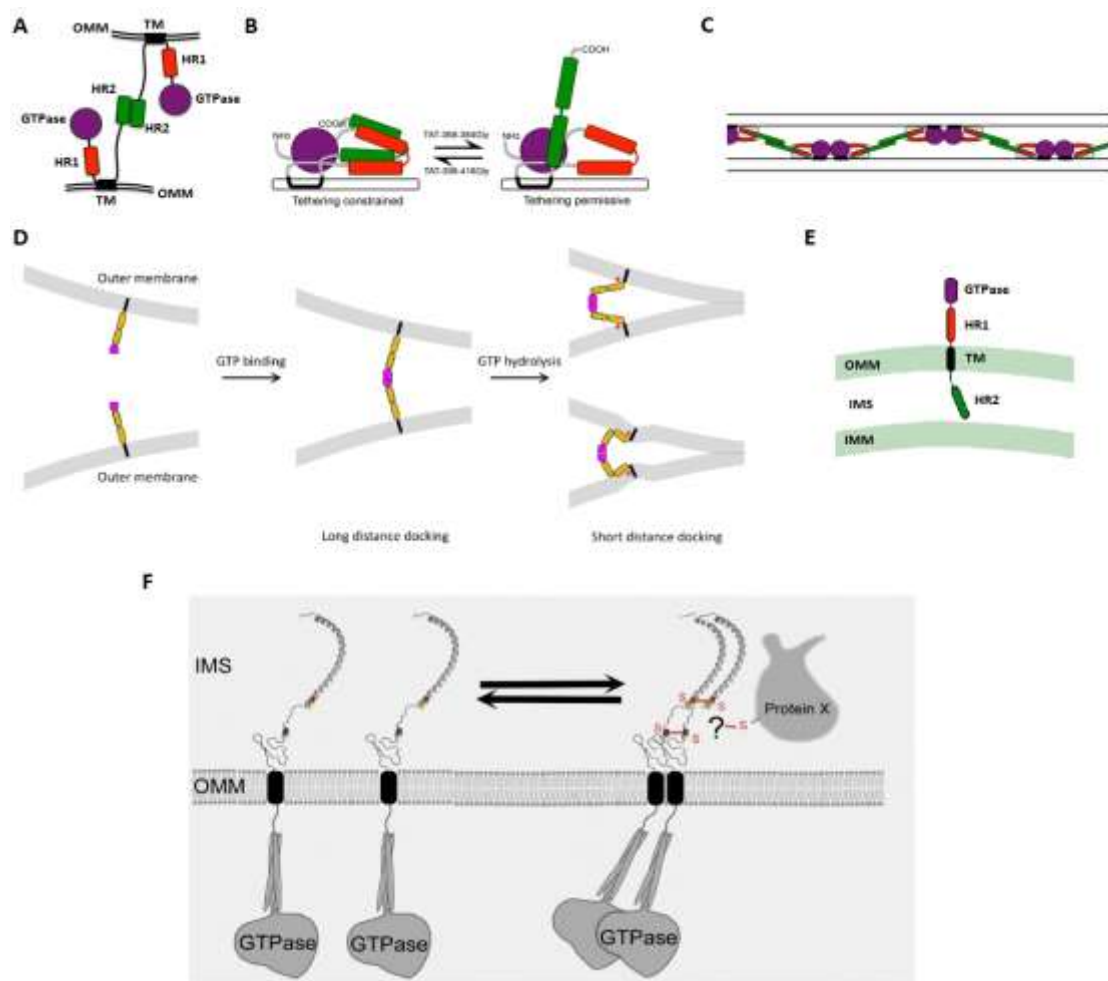 A
OMM
TM
HR1
HR2
GTPase
GTPase
HR2
HR1
TM
OMM
B
COOH
COOH
NH2
NH2
Tethering constrained
Tethering permissive
C
D
Outer membrane
GTP binding
GTP hydrolysis
Outer membrane
Long distance docking
Short distance docking
E
GTPase
HR1
OMM
TM
IMS
HR2
IMM
F
IMS
S
S
S
S
?
S
Protein X
OMM
GTPase
GTPase
GTPase